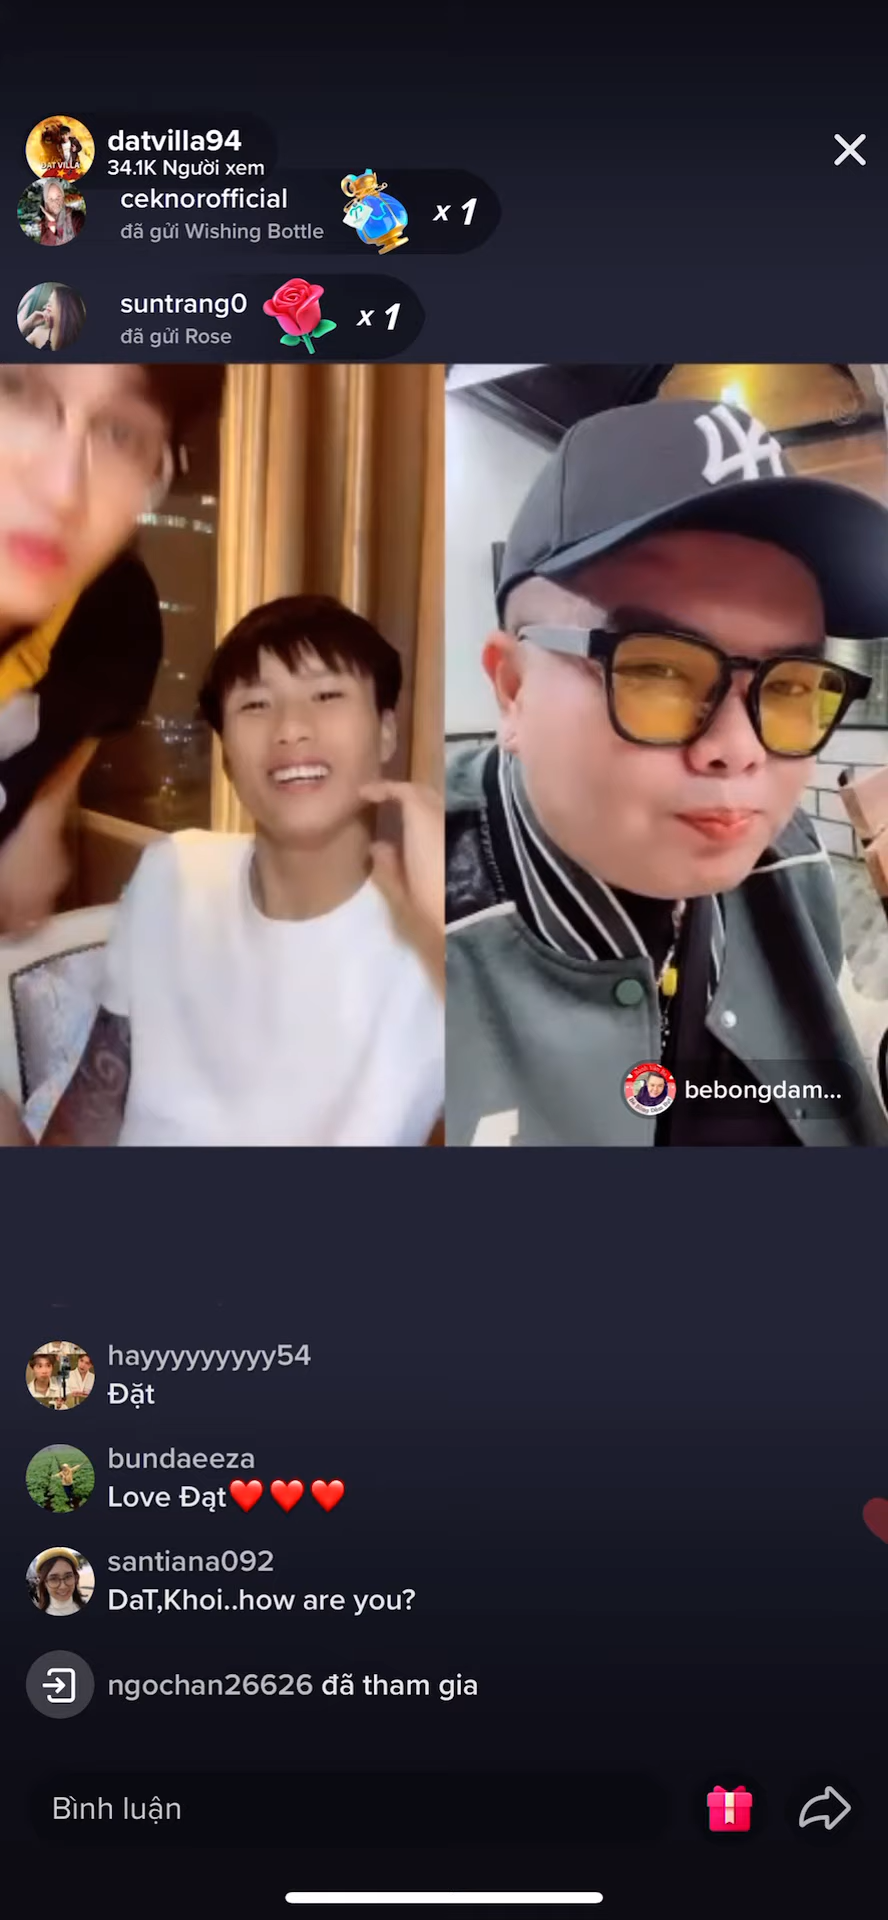 datvilla94
34.1K Người xem
ceknorofficial
đã gửi Wishing Bottle
x 1
suntrang0
đã gửi Rose
x 1
bebongdam...
hayyyyyyyyy54
Đặt
bundaeeza
Love Đạt❤️❤️❤️
santiana092
DaT,Khoi..how are you?
ngochan26626 đã tham gia
Bình luận